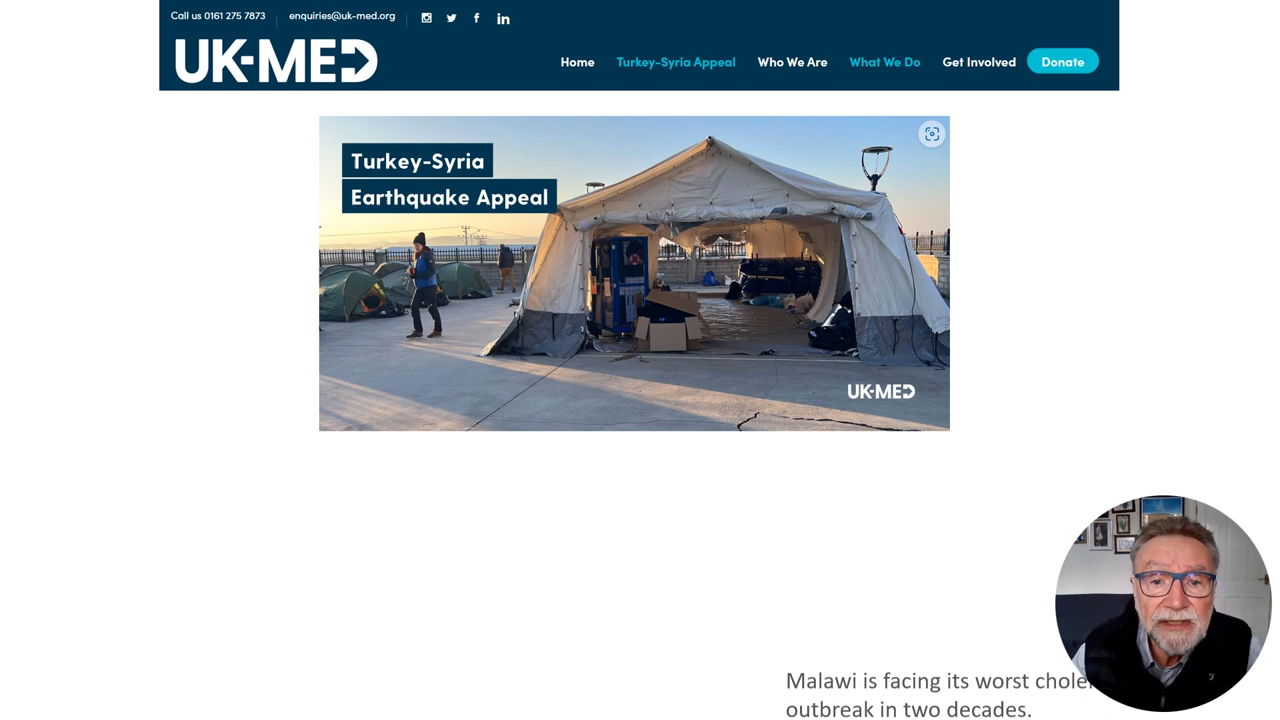 Call us 0161 275 7873
enquiries@uk-med.org
UK-MED
Home
Turkey-Syria Appeal
Who We Are
What We Do
Get Involved
Donate
Turkey-Syria
Earthquake Appeal
UK-MED
Malawi is facing its worst
outbreak in two decades.